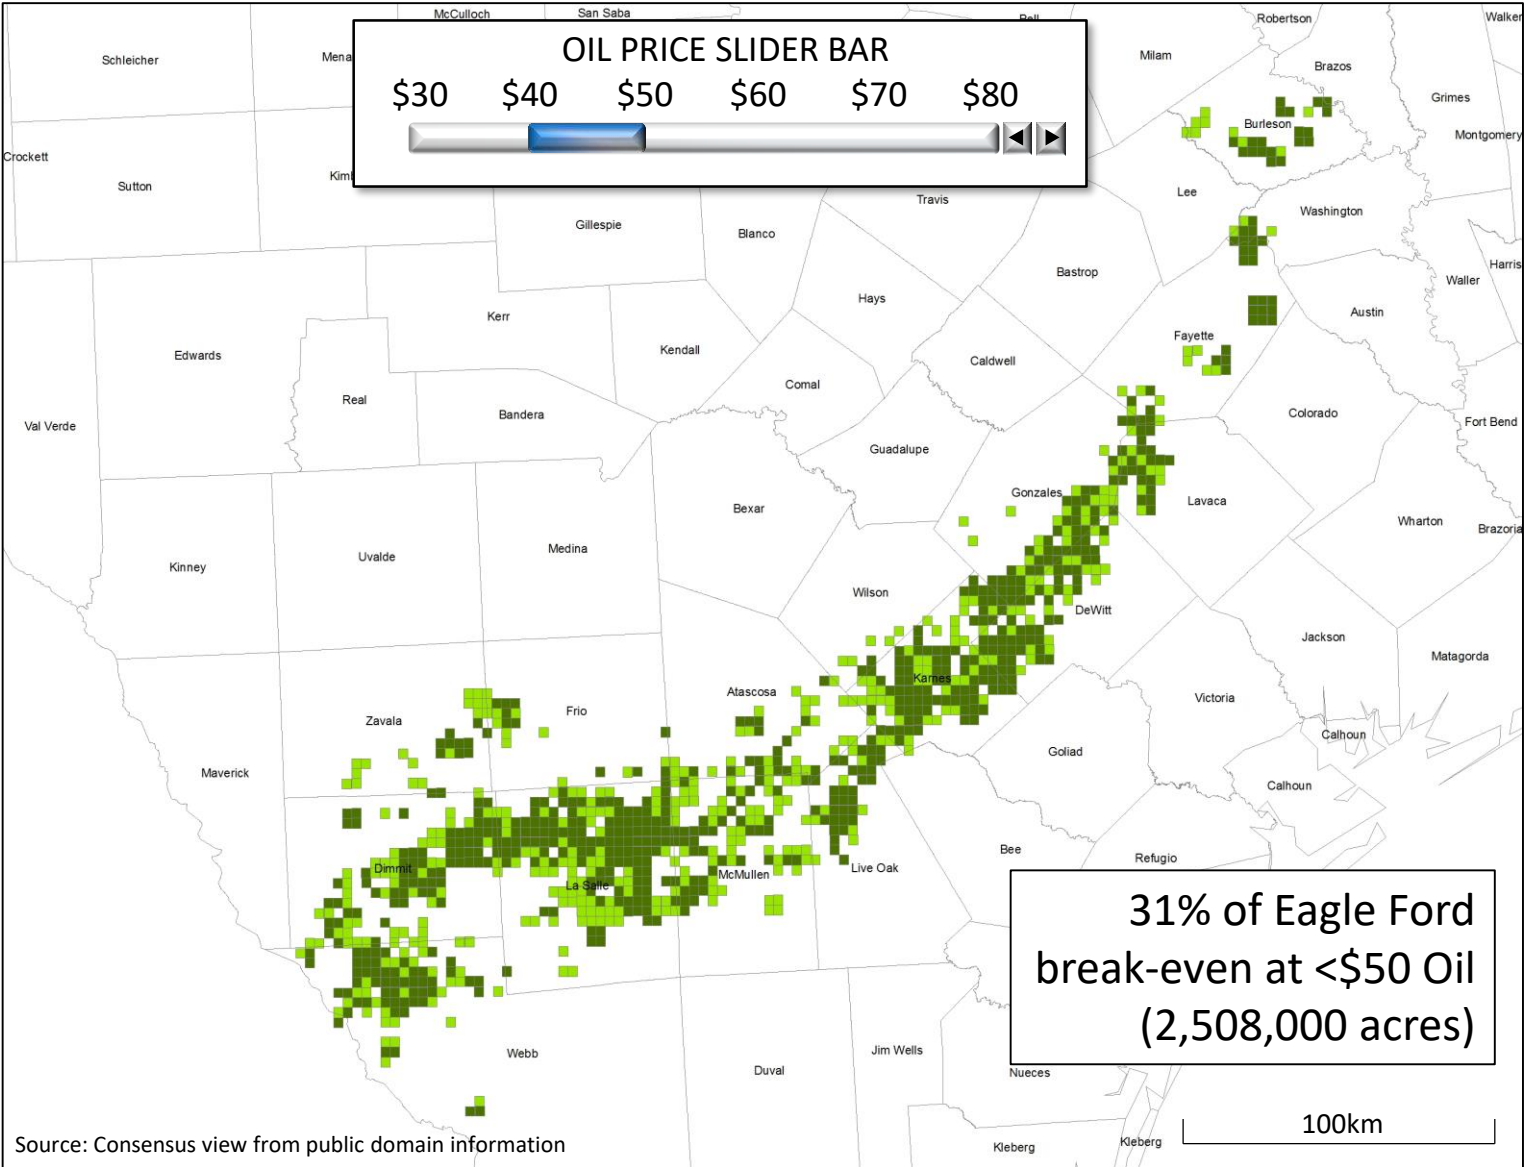 McCulloch
San Saba
Bell
Robertson
Walker
Schleicher
Mena
Milam
Brazos
OIL PRICE SLIDER BAR
$30 $40 $50 $60 $70 $80
Grimes
Burleson
Montgomery
Crockett
Sutton
Kim
Travis
Lee
Washington
Gillespie
Blanco
Harris
Waller
Bastrop
Hays
Austin
Kerr
Fayette
Edwards
Kendall
Caldwell
Comal
Real
Bandera
Colorado
Val Verde
Fort Bend
Guadalupe
Gonzales
Lavaca
Bexar
Wharton
Brazoria
Medina
Uvalde
Kinney
Wilson
DeWitt
Jackson
Matagorda
Karnes
Atascosa
Victoria
Frio
Zavala
Calhoun
Goliad
Maverick
Calhoun
Bee
Refugio
Dimmit
La Salle
McMullen
Live Oak
31% of Eagle Ford
break-even at <$50 Oil
(2,508,000 acres)
Webb
Jim Wells
Duval
Nueces
100km
Source: Consensus view from public domain information
Kleberg
Kleberg